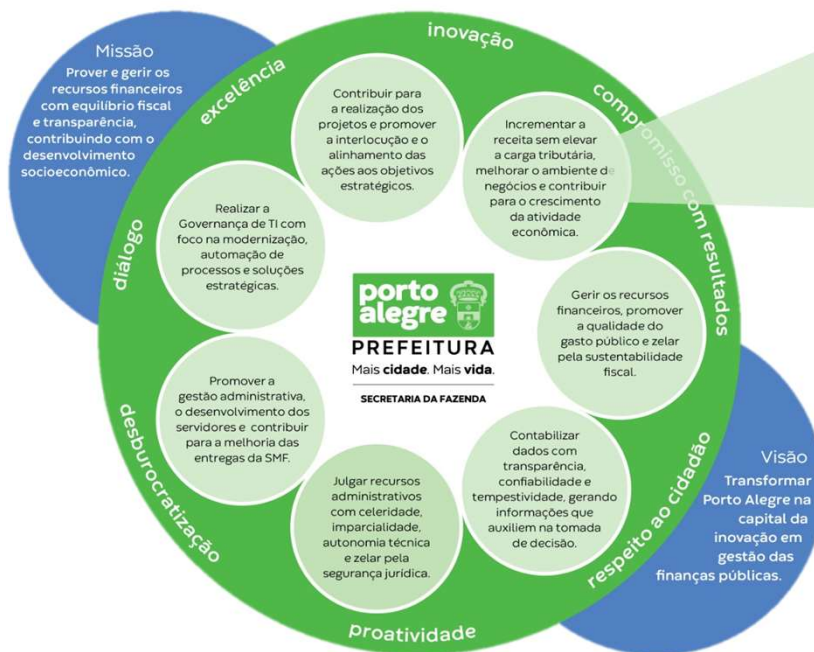 Missão
Prover e gerir os
recursos financeiros
com equilíbrio fiscal
e transparência,
contribuindo com o
desenvolvimento
socioeconômico.
excelência
inovação
compromisso com resultados
respeito ao cidadão
proatividade
desburocratização
diálogo
Contribuir para
a realização dos
projetos e promover
a interlocução e o
alinhamento das
ações aos objetivos
estratégicos.
Incrementar a
receita sem elevar
a carga tributária,
melhorar o ambiente de
negócios e contribuir
para o crescimento
da atividade
econômica.
Realizar a
Governança de TI com
foco na modernização,
automação de
processos e soluções
estratégicas.
porto
alegre
PREFEITURA
Mais cidade. Mais vida.
SECRETARIA DA FAZENDA
Gerir os recursos
financeiros, promover
a qualidade do
gasto público e zelar
pela sustentabilidade
fiscal.
Promover a
gestão administrativa,
o desenvolvimento dos
servidores e contribuir
para a melhoria das
entregas da SMF.
Julgar recursos
administrativos
com celeridade,
imparcialidade,
autonomia técnica
e zelar pela
segurança jurídica.
Contabilizar
dados com
transparência,
confiabilidade e
tempestividade, gerando
informações que
auxiliem na tomada
de decisão.
Visão
Transformar
Porto Alegre na
capital da
inovação em
gestão das
finanças públicas.